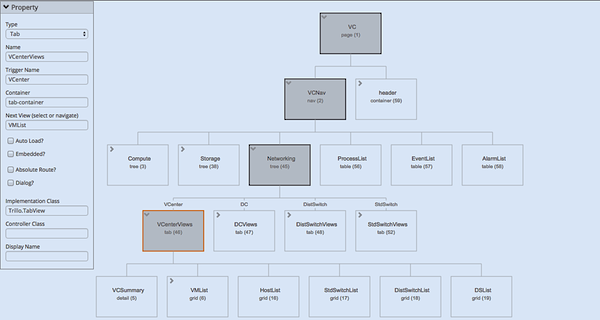 Property
Type
Tab
Name
VCenterViews
Trigger Name
VCenter
Container
tab-container
Next View (select or navigate)
VMList
Auto Load?
Embedded?
Absolute Route?
Dialog?
Implementation Class
Trillo.TabView
Controller Class
Display Name
VC
page (1)
VCNav
nav (2)
header
container (59)
Compute
tree (3)
Storage
tree (36)
Networking
tree (45)
ProcessList
table (56)
EventList
table (57)
AlarmList
table (58)
VCenter
DC
DistSwitch
StdSwitch
VCenterViews
tab (46)
DCViews
tab (47)
DistSwitchViews
tab (48)
StdSwitchViews
tab (52)
VCSummary
detail (5)
VMList
grid (6)
HostList
grid (16)
StdSwitchList
grid (17)
DistSwitchList
grid (18)
DSList
grid (19)